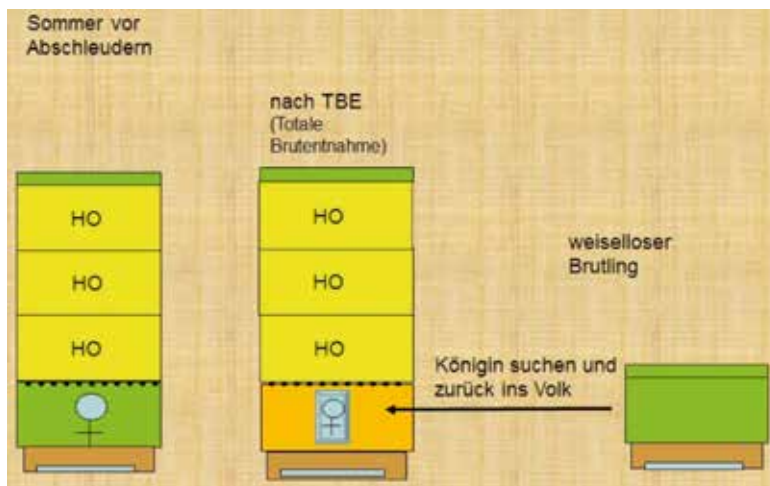 Sommer vor
Abschleudern
nach TBE
(Totale
Brutentnahme)
HO
HO
HO
HO
HO
HO
weiselloser
Brutling
Königin suchen und
zurück ins Volk